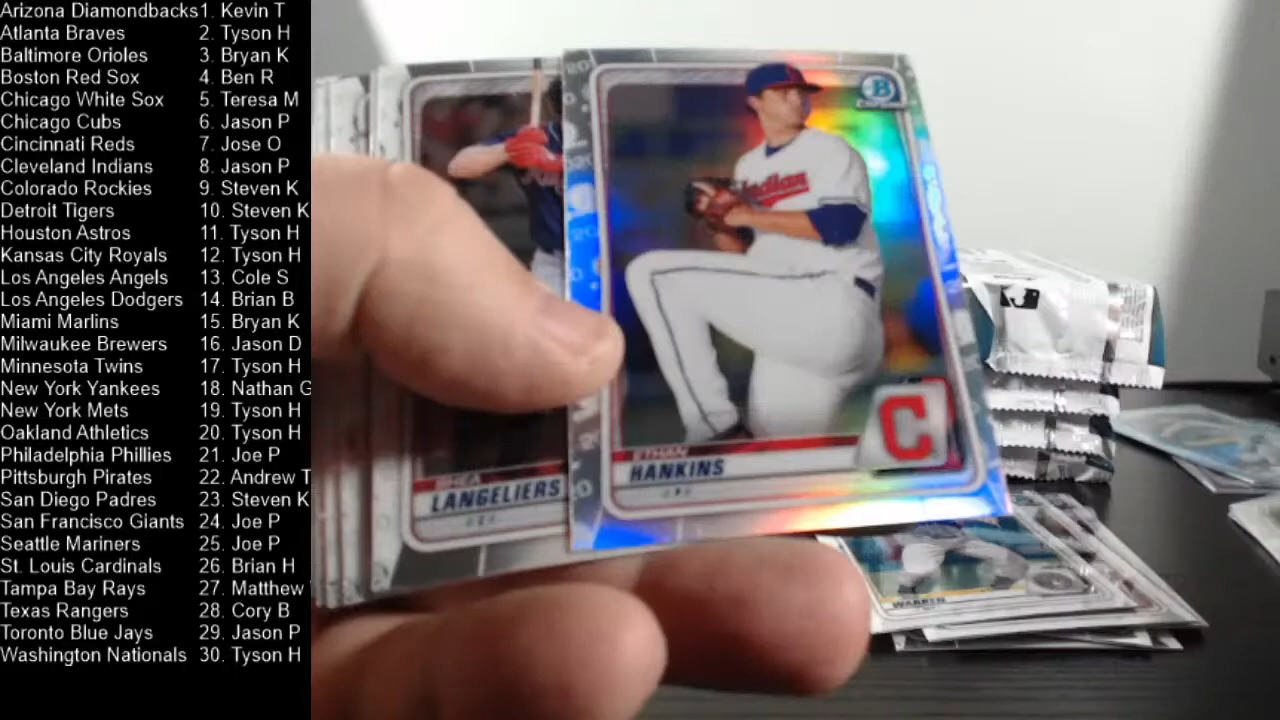 Arizona Diamondbacks 1. Kevin T
Atlanta Braves 2. Tyson H
Baltimore Orioles 3. Bryan K
Boston Red Sox 4. Ben R
Chicago White Sox 5. Teresa M
Chicago Cubs 6. Jason P
Cincinnati Reds 7. Jose O
Cleveland Indians 8. Jason P
Colorado Rockies 9. Steven K
Detroit Tigers 10. Steven K
Houston Astros 11. Tyson H
Kansas City Royals 12. Tyson H
Los Angeles Angels 13. Cole S
Los Angeles Dodgers 14. Brian B
Miami Marlins 15. Bryan K
Milwaukee Brewers 16. Jason D
Minnesota Twins 17. Tyson H
New York Yankees 18. Nathan G
New York Mets 19. Tyson H
Oakland Athletics 20. Tyson H
Philadelphia Phillies 21. Joe P
Pittsburgh Pirates 22. Andrew T
San Diego Padres 23. Steven K
San Francisco Giants 24. Joe P
Seattle Mariners 25. Joe P
St. Louis Cardinals 26. Brian H
Tampa Bay Rays 27. Matthew
Texas Rangers 28. Cory B
Toronto Blue Jays 29. Jason P
Washington Nationals 30. Tyson H
B
Indian
C
ETHAN
HANKINS
SHEA
LANGELIERS
WARREN